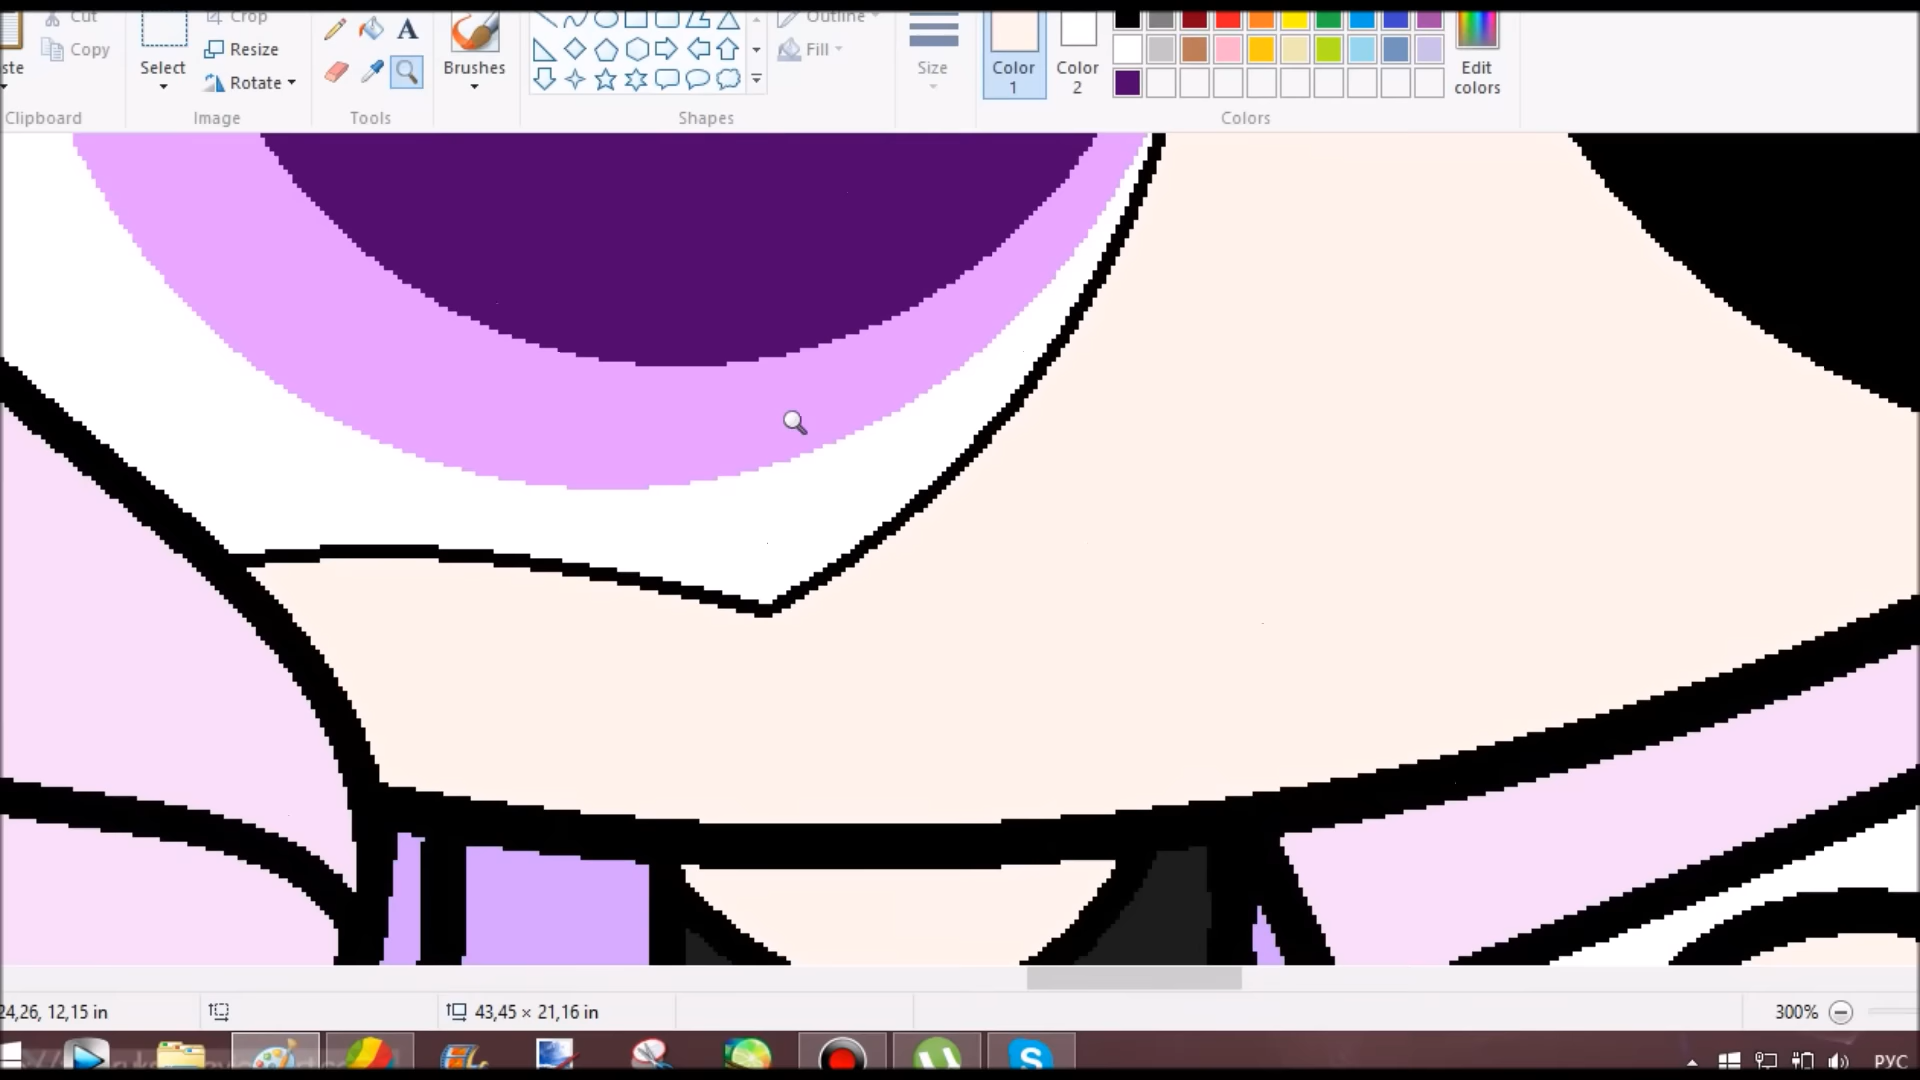 Cut
Crop
Outline
ste
Copy
Resize
Rotate
Select
A
Brushes
Fill
Size
Color 1
Color 2
Edit colors
Clipboard
Image
Tools
Shapes
Colors
24,26, 12,15 in
43,45 × 21,16 in
300%
S
РУС